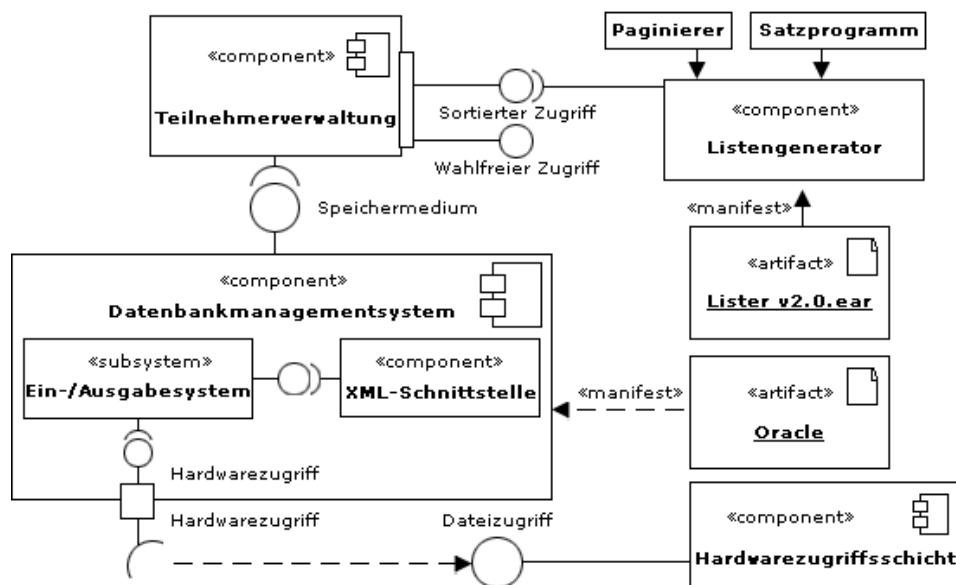 Paginierer
Satzprogramm
«component»
Teilnehmerverwaltung
Sortierter Zugriff
Wahlfreier Zugriff
«component»
Listengenerator
Speichermedium
«manifest»
«artifact»
Lister v2.0.ear
«component»
Datenbankmanagementsystem
«subsystem»
Ein-/Ausgabesystem
«component»
XML-Schnittstelle
«manifest»
«artifact»
Oracle
Hardwarezugriff
Hardwarezugriff
Dateizugriff
«component»
Hardwarezugriffsschicht